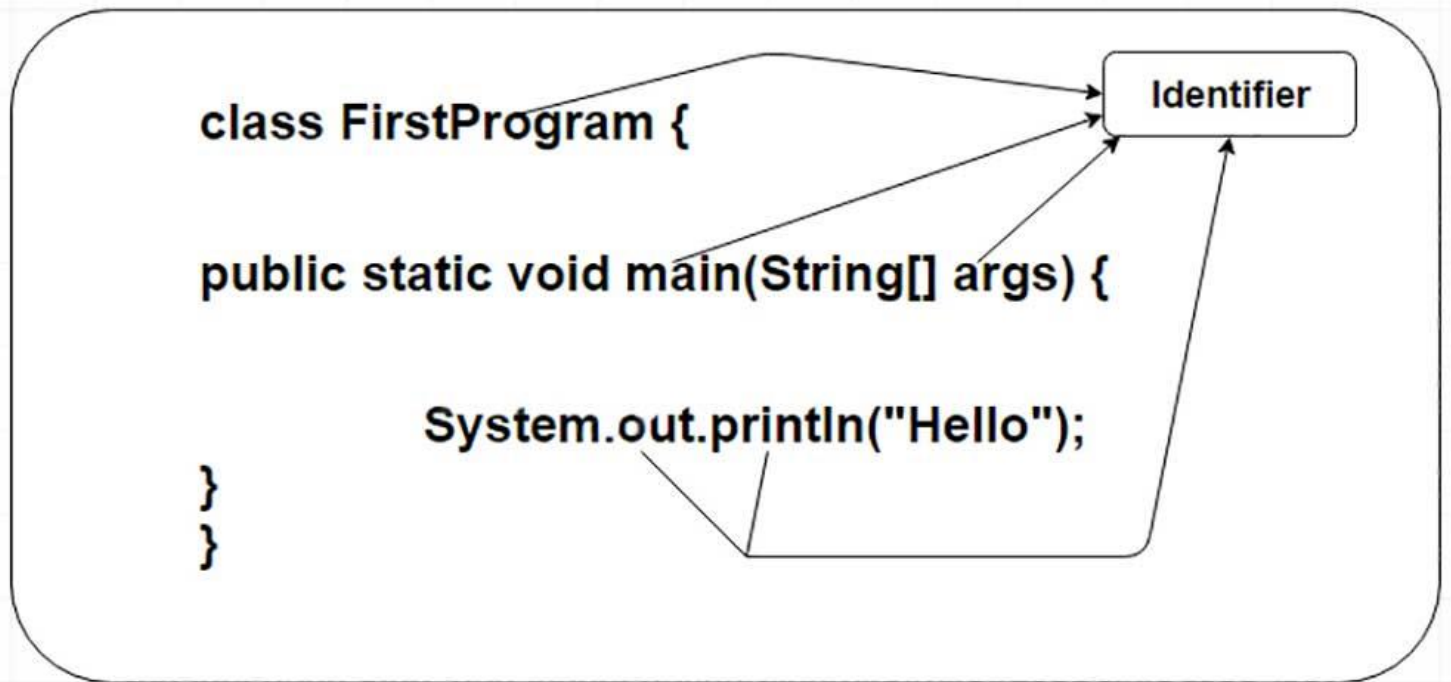 Identifier
class FirstProgram {
public static void main(String[] args) {
System.out.println("Hello");
}
}